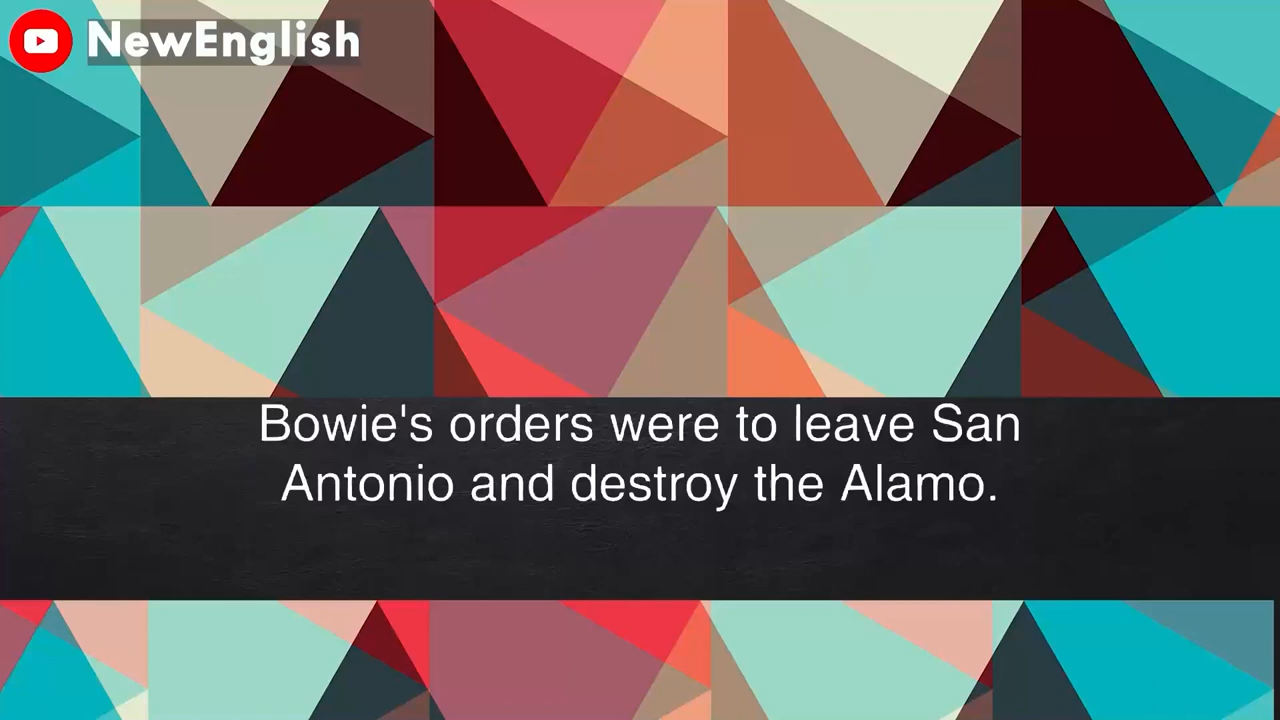 NewEnglish
Bowie's orders were to leave San
Antonio and destroy the Alamo.